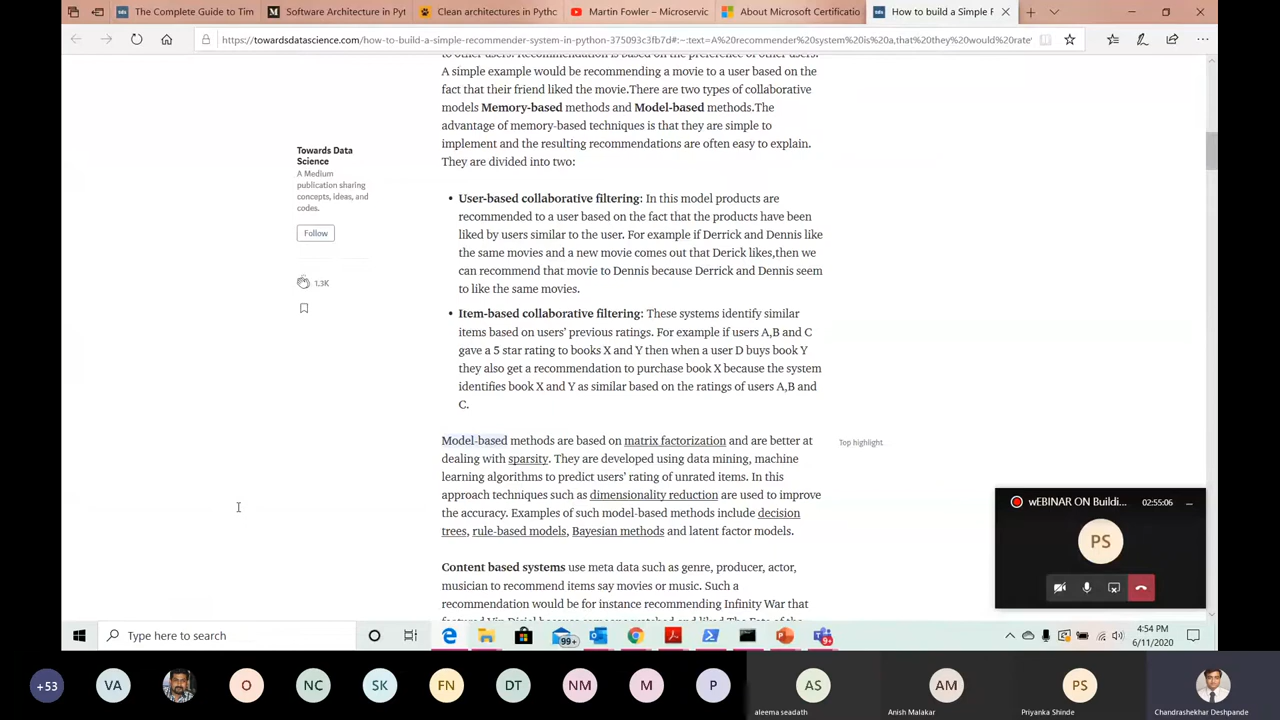 The Complete Guide to Tim
Software Architecture in Pyt
Clean architectures in Pythc
Martin Fowler – Microservic
About Microsoft Certificatio
How to build a Simple F
https://towardsdatascience.com/how-to-build-a-simple-recommender-system-in-python-375093c3fb7d#:~:text=A%20recommender%20system%20is%20a,that%20they%20would%20rate'
to other users. Recommendation is based on the preference of other users.
A simple example would be recommending a movie to a user based on the
fact that their friend liked the movie.There are two types of collaborative
models Memory-based methods and Model-based methods.The
advantage of memory-based techniques is that they are simple to
implement and the resulting recommendations are often easy to explain.
They are divided into two:
Towards Data
Science
A Medium
publication sharing
concepts, ideas, and
codes.
Follow
1.3K
• User-based collaborative filtering: In this model products are
recommended to a user based on the fact that the products have been
liked by users similar to the user. For example if Derrick and Dennis like
the same movies and a new movie comes out that Derick likes,then we
can recommend that movie to Dennis because Derrick and Dennis seem
to like the same movies.
• Item-based collaborative filtering: These systems identify similar
items based on users' previous ratings. For example if users A,B and C
gave a 5 star rating to books X and Y then when a user D buys book Y
they also get a recommendation to purchase book X because the system
identifies book X and Y as similar based on the ratings of users A,B and
C.
Model-based methods are based on matrix factorization and are better at
dealing with sparsity. They are developed using data mining, machine
learning algorithms to predict users' rating of unrated items. In this
approach techniques such as dimensionality reduction are used to improve
the accuracy. Examples of such model-based methods include decision
trees, rule-based models, Bayesian methods and latent factor models.
Top highlight
Content based systems use meta data such as genre, producer, actor,
musician to recommend items say movies or music. Such a
recommendation would be for instance recommending Infinity War that
wEBINAR ON Buildi...
02:55:06
PS
Type here to search
99+
9+
4:54 PM
6/11/2020
+53
VA
O
NC
SK
FN
DT
NM
M
P
AS
aleema seadath
AM
Anish Malakar
PS
Priyanka Shinde
Chandrashekhar Deshpande